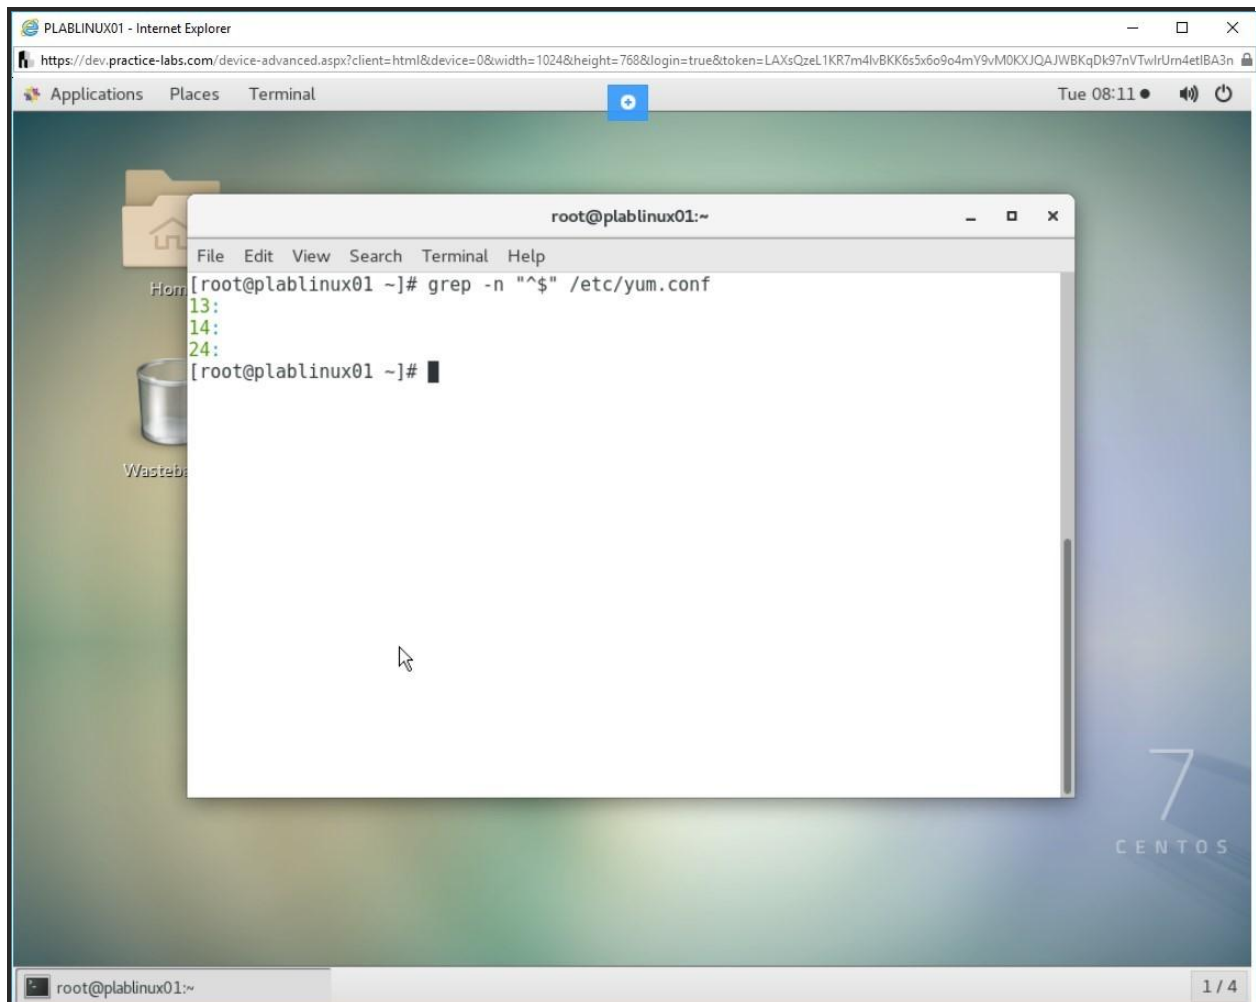 PLABLINUX01 - Internet Explorer
https://dev.practice-labs.com/device-advanced.aspx?client=html&device=0&width=1024&height=768&login=true&token=
Applications Places Terminal
Tue 08:11
root@plablinux01:~
File Edit View Search Terminal Help
[root@plablinux01 ~]# grep -n "^$" /etc/yum.conf
13:
14:
24:
[root@plablinux01 ~]#
7
CENTOS
root@plablinux01:~
1 / 4